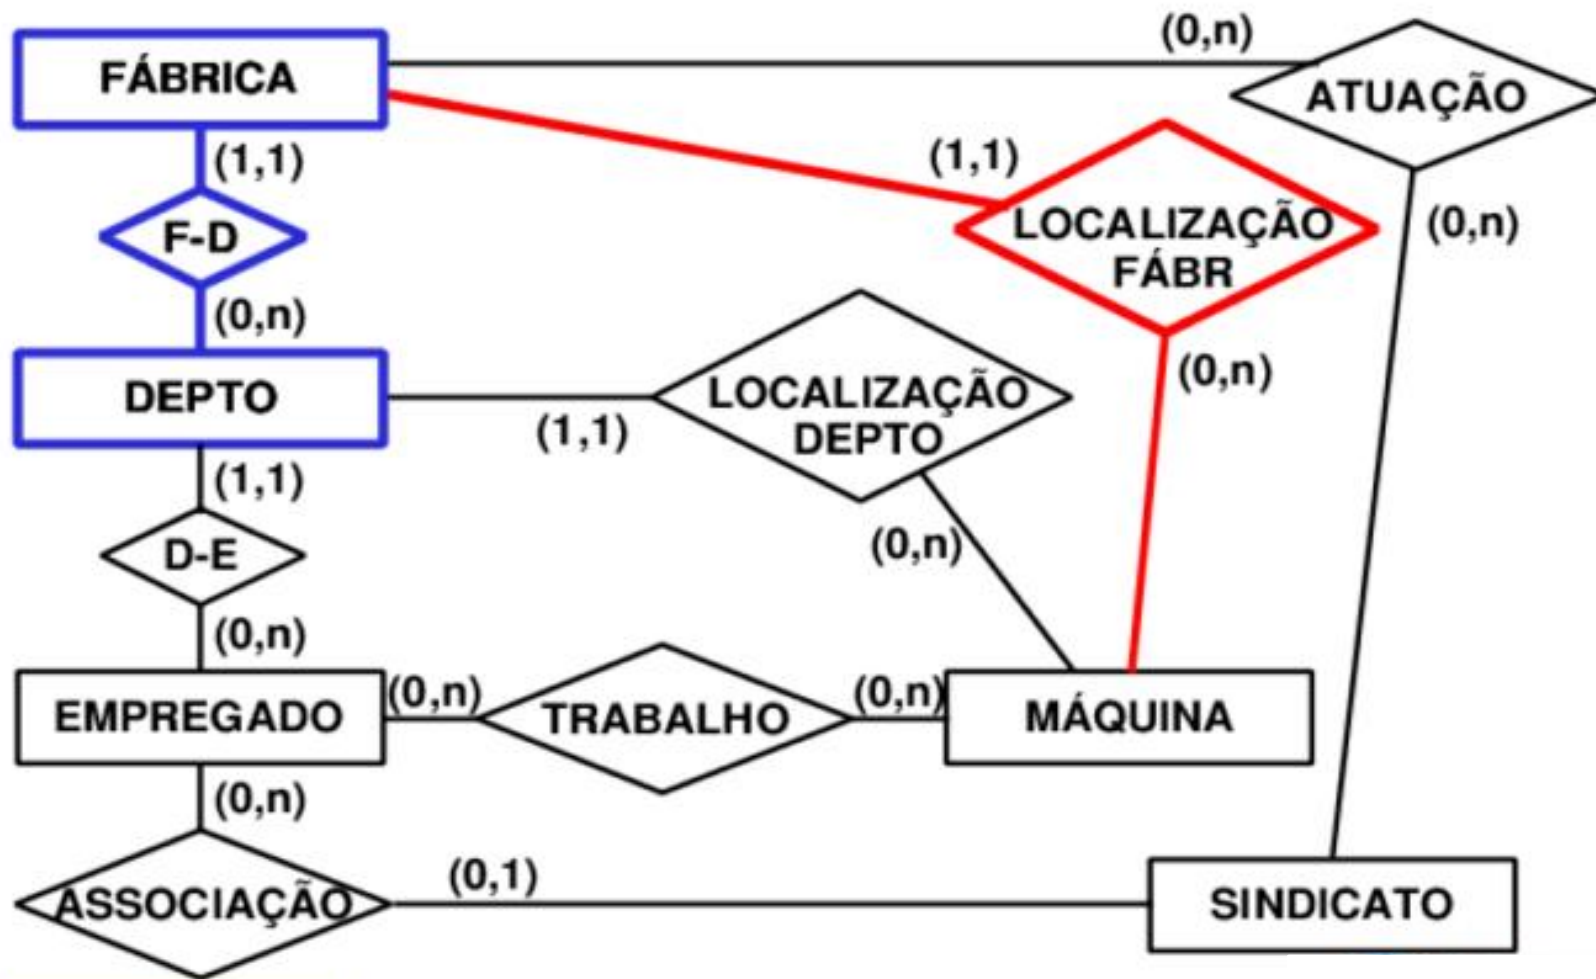 FÁBRICA
(0,n)
ATUAÇÃO
(1,1)
(1,1)
F-D
LOCALIZAÇÃO
FÁBR
(0,n)
(0,n)
(0,n)
DEPTO
LOCALIZAÇÃO
DEPTO
(1,1)
(1,1)
D-E
(0,n)
(0,n)
EMPREGADO
(0,n)
TRABALHO
(0,n)
MÁQUINA
(0,n)
ASSOCIAÇÃO
(0,1)
SINDICATO